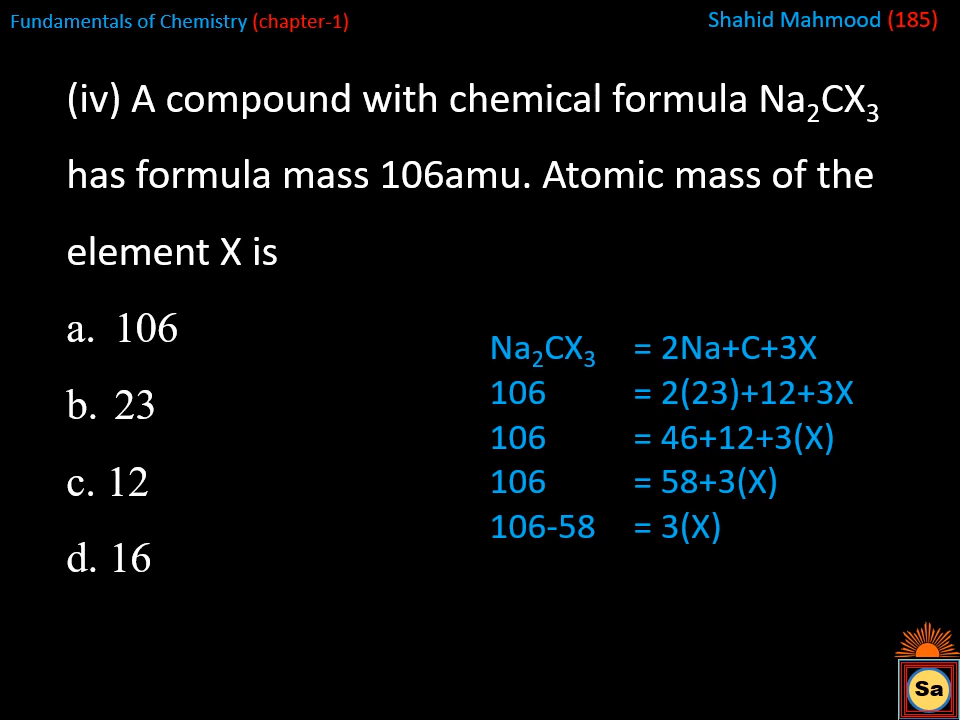 Fundamentals of Chemistry (chapter-1)
Shahid Mahmood (185)
(iv) A compound with chemical formula Na₂CX₃
has formula mass 106amu. Atomic mass of the
element X is
a. 106
b. 23
c. 12
d. 16
Na₂CX₃ = 2Na+C+3X
106 = 2(23)+12+3X
106 = 46+12+3(X)
106 = 58+3(X)
106-58 = 3(X)
Sa